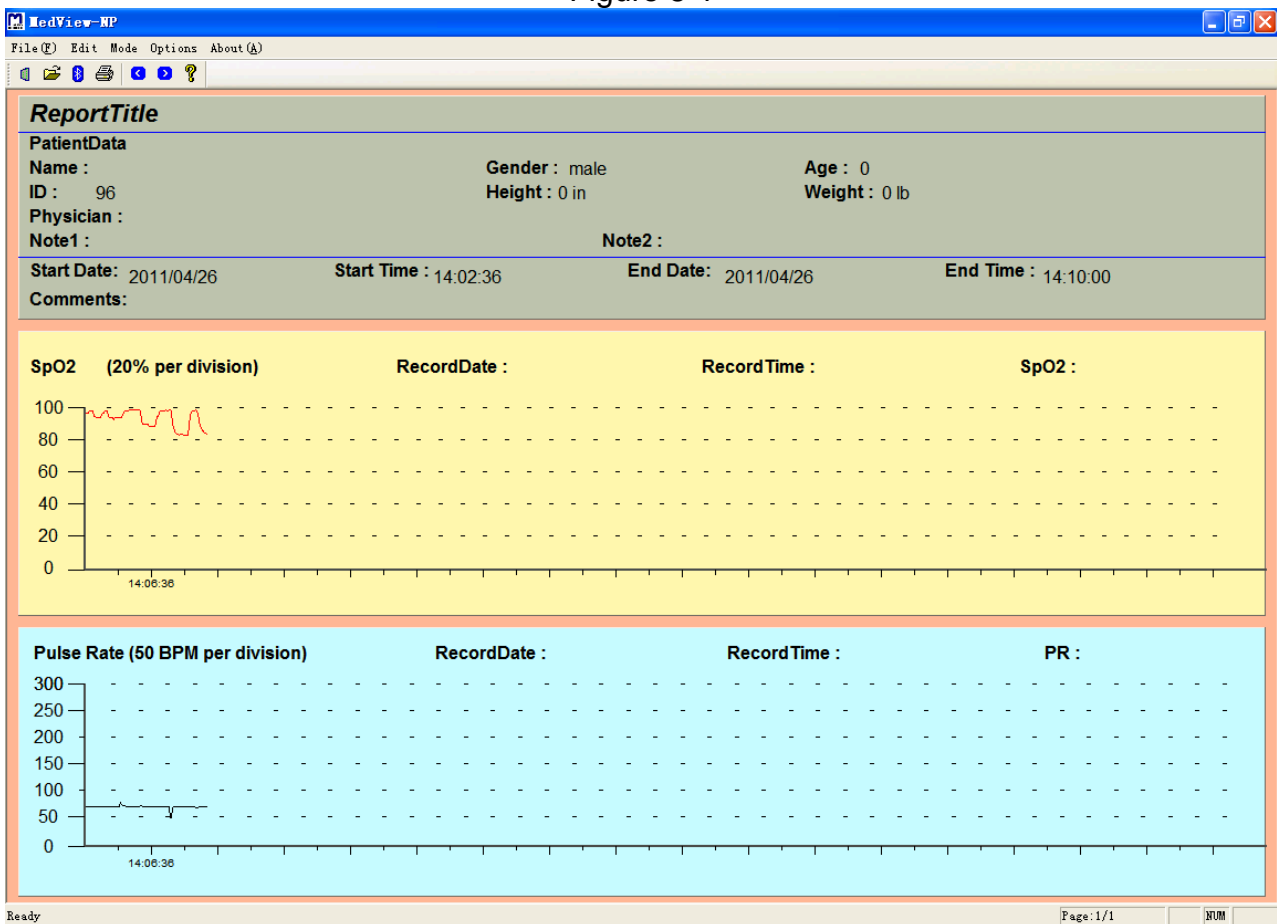 MedView-NP
File(F) Edit Mode Options About(A)
ReportTitle
PatientData
Name : Gender : male Age : 0
ID : 96 Height : 0 in Weight : 0 lb
Physician :
Note1 : Note2 :
Start Date: 2011/04/26 Start Time : 14:02:36 End Date: 2011/04/26 End Time : 14:10:00
Comments:
SpO2 (20% per division) RecordDate : RecordTime : SpO2 :
100
80
60
40
20
0
14:06:36
Pulse Rate (50 BPM per division) RecordDate : RecordTime : PR :
300
250
200
150
100
50
0
14:06:36
Ready Page:1/1 NUM